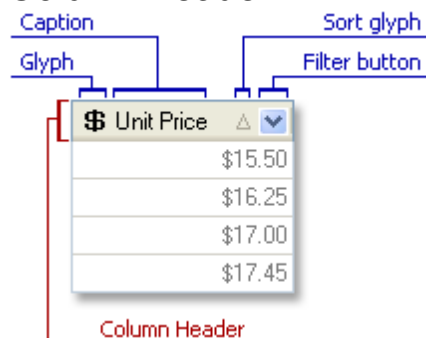 Caption Sort glyph
Glyph Filter button
$ Unit Price
$15.50
$16.25
$17.00
$17.45
Column Header